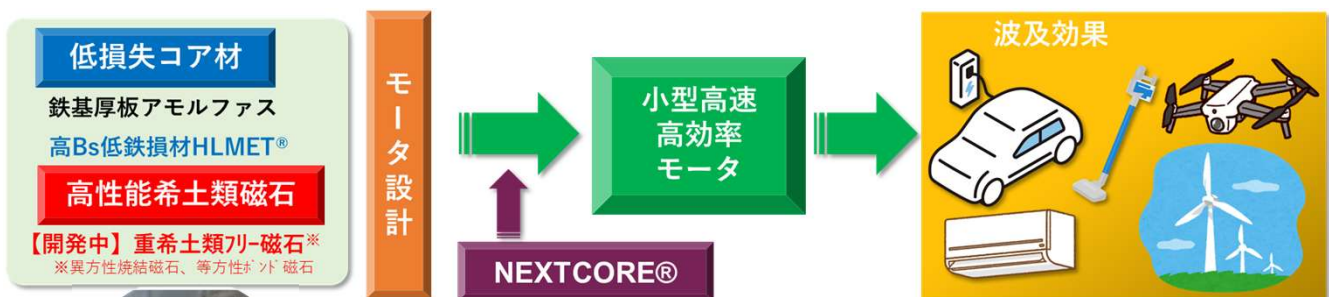 低損失コア材
鉄基厚板アモルファス
高Bs低鉄損材HLMET®
高性能希土類磁石
【開発中】重希土類フリー磁石※
※異方性焼結磁石、等方性ボンド磁石
モータ設計
NEXTCORE®
小型高速
高効率
モータ
波及効果